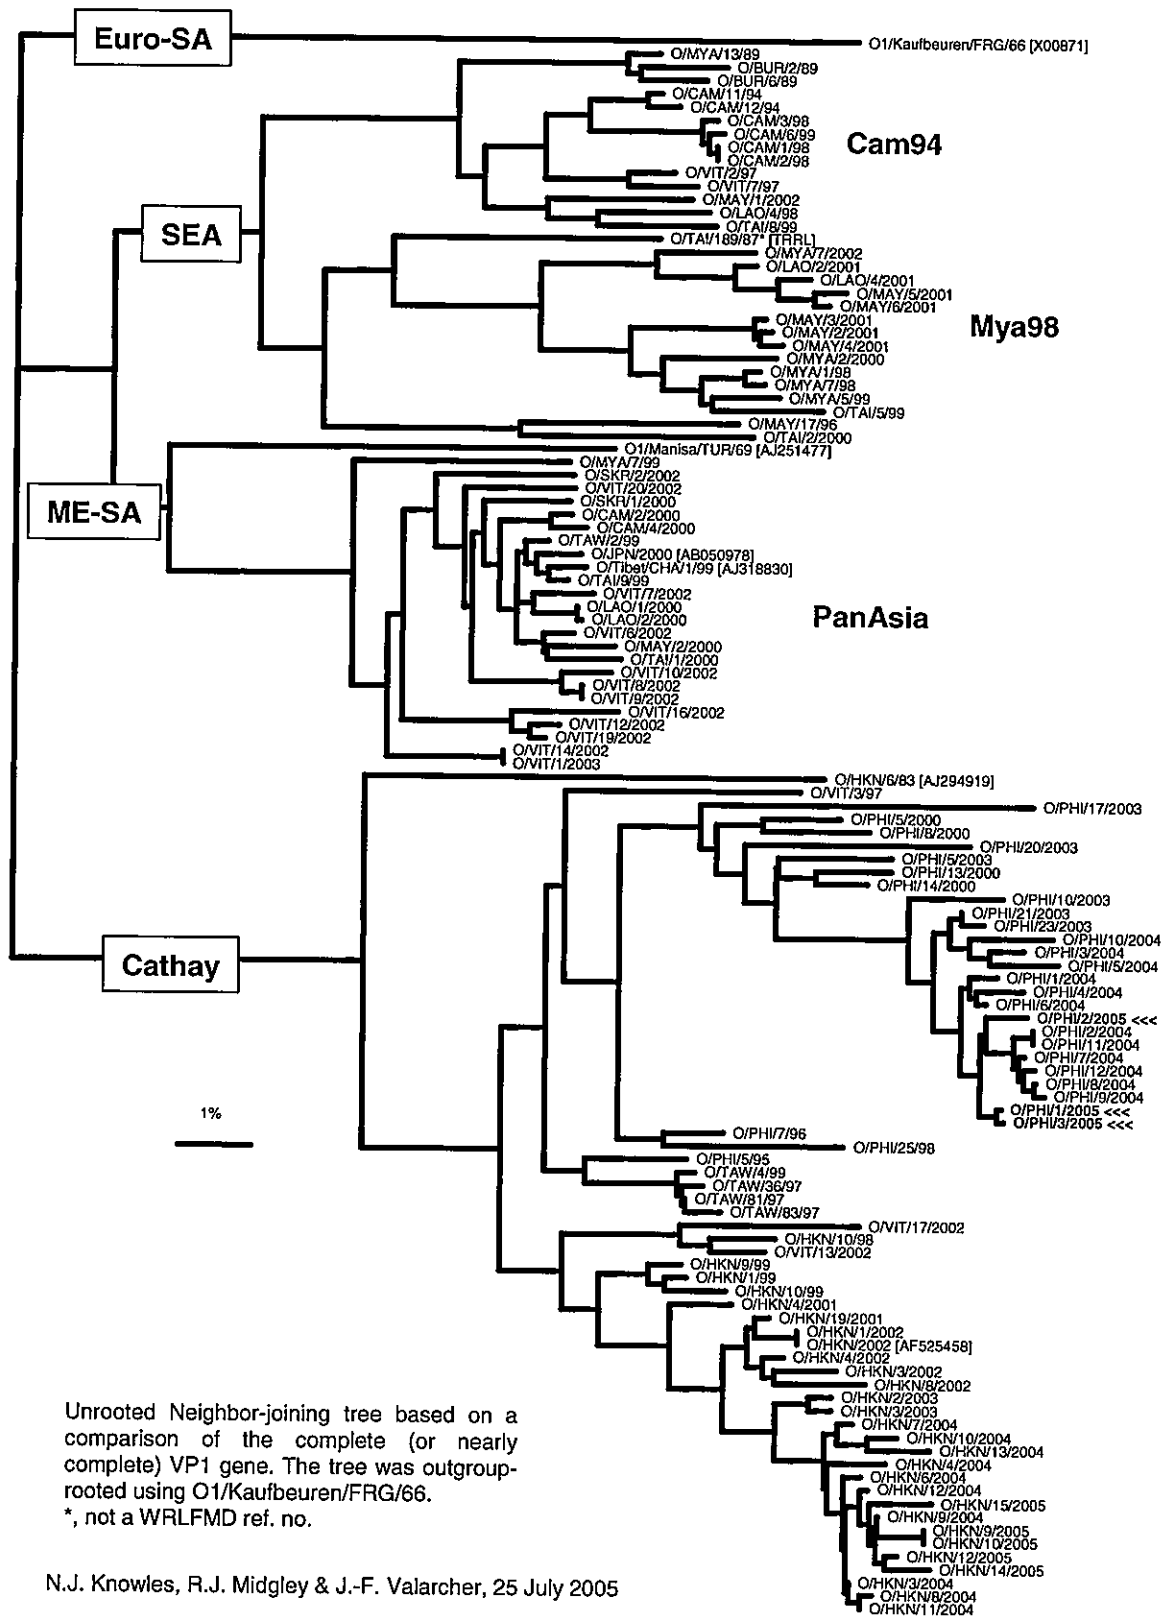 Euro-SA
O1/Kaufbeuren/FRG/66 [X00871]
O/MYA/13/89
O/BUR/2/89
O/BUR/6/89
O/CAM/11/94
O/CAM/12/94
O/CAM/3/98
O/CAM/6/99
O/CAM/1/98
O/CAM/2/98
Cam94
O/VIT/2/97
O/VIT/7/97
O/MAY/1/2002
O/LAO/4/98
O/TAI/8/99
SEA
O/TAI/189/87* [TRRL]
O/MYA/7/2002
O/LAO/2/2001
O/LAO/4/2001
O/MAY/5/2001
O/MAY/6/2001
O/MAY/3/2001
O/MAY/2/2001
O/MAY/4/2001
Mya98
O/MYA/2/2000
O/MYA/1/98
O/MYA/7/98
O/MYA/5/99
O/TAI/5/99
O/MAY/17/96
O/TAI/2/2000
O1/Manisa/TUR/69 [AJ251477]
O/MYA/7/99
O/SKR/2/2002
O/VIT/20/2002
ME-SA
O/SKR/1/2000
O/CAM/2/2000
O/CAM/4/2000
O/TAW/2/99
O/JPN/2000 [AB050978]
O/Tibet/CHA/1/99 [AJ318830]
O/TAI/9/99
O/VIT/7/2002
O/LAO/1/2000
O/LAO/2/2000
PanAsia
O/VIT/6/2002
O/MAY/2/2000
O/TAI/1/2000
O/VIT/10/2002
O/VIT/8/2002
O/VIT/9/2002
O/VIT/16/2002
O/VIT/12/2002
O/VIT/19/2002
O/VIT/14/2002
O/VIT/1/2003
O/HKN/6/83 [AJ294919]
O/VIT/3/97
O/PHI/17/2003
O/PHI/5/2000
O/PHI/8/2000
O/PHI/20/2003
O/PHI/5/2003
O/PHI/13/2000
O/PHI/14/2000
O/PHI/10/2003
O/PHI/21/2003
O/PHI/23/2003
O/PHI/10/2004
O/PHI/3/2004
O/PHI/5/2004
Cathay
O/PHI/1/2004
O/PHI/4/2004
O/PHI/6/2004
O/PHI/2/2005 <<<
O/PHI/2/2004
O/PHI/11/2004
O/PHI/7/2004
O/PHI/12/2004
O/PHI/8/2004
O/PHI/9/2004
O/PHI/1/2005 <<<
O/PHI/3/2005 <<<
1%
O/PHI/7/96
O/PHI/25/98
O/PHI/5/95
O/TAW/4/99
O/TAW/36/97
O/TAW/81/97
O/TAW/83/97
O/VIT/17/2002
O/HKN/10/98
O/VIT/13/2002
O/HKN/9/99
O/HKN/1/99
O/HKN/10/99
O/HKN/4/2001
O/HKN/19/2001
O/HKN/1/2002
O/HKN/2002 [AF525458]
O/HKN/4/2002
O/HKN/3/2002
O/HKN/8/2002
O/HKN/2/2003
O/HKN/3/2003
O/HKN/7/2004
O/HKN/10/2004
O/HKN/13/2004
O/HKN/4/2004
O/HKN/6/2004
O/HKN/12/2004
O/HKN/15/2005
O/HKN/9/2004
O/HKN/9/2005
O/HKN/10/2005
O/HKN/12/2005
O/HKN/14/2005
O/HKN/3/2004
O/HKN/8/2004
O/HKN/11/2004
Unrooted Neighbor-joining tree based on a
comparison of the complete (or nearly
complete) VP1 gene. The tree was outgroup-
rooted using O1/Kaufbeuren/FRG/66.
*, not a WRLFMD ref. no.
N.J. Knowles, R.J. Midgley & J.-F. Valarcher, 25 July 2005